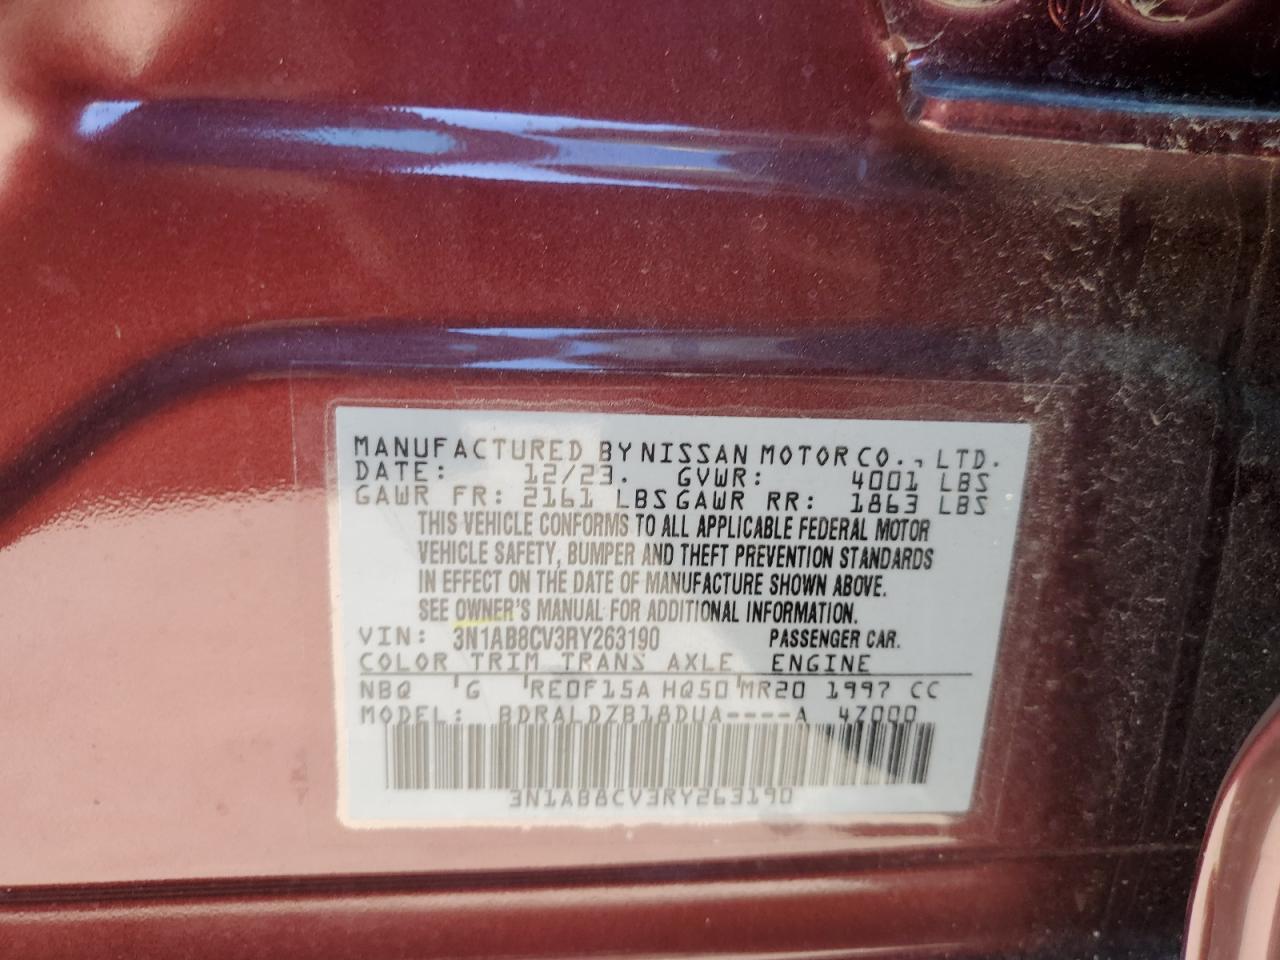 MANUFACTURED BY NISSAN MOTOR CO., LTD.
DATE: 12/23. GVWR: 4001 LBS
GAWR FR: 2161 LBS GAWR RR: 1863 LBS
THIS VEHICLE CONFORMS TO ALL APPLICABLE FEDERAL MOTOR
VEHICLE SAFETY, BUMPER AND THEFT PREVENTION STANDARDS
IN EFFECT ON THE DATE OF MANUFACTURE SHOWN ABOVE.
SEE OWNER'S MANUAL FOR ADDITIONAL INFORMATION.
VIN: 3N1AB8CV3RY263190 PASSENGER CAR.
COLOR TRIM TRANS AXLE ENGINE
NBQ 'G 'RE0F15A HQ50'MR20 1997 CC
MODEL: BDRALDZB18DUA----A 4Z000
3N1AB8CV3RY263190